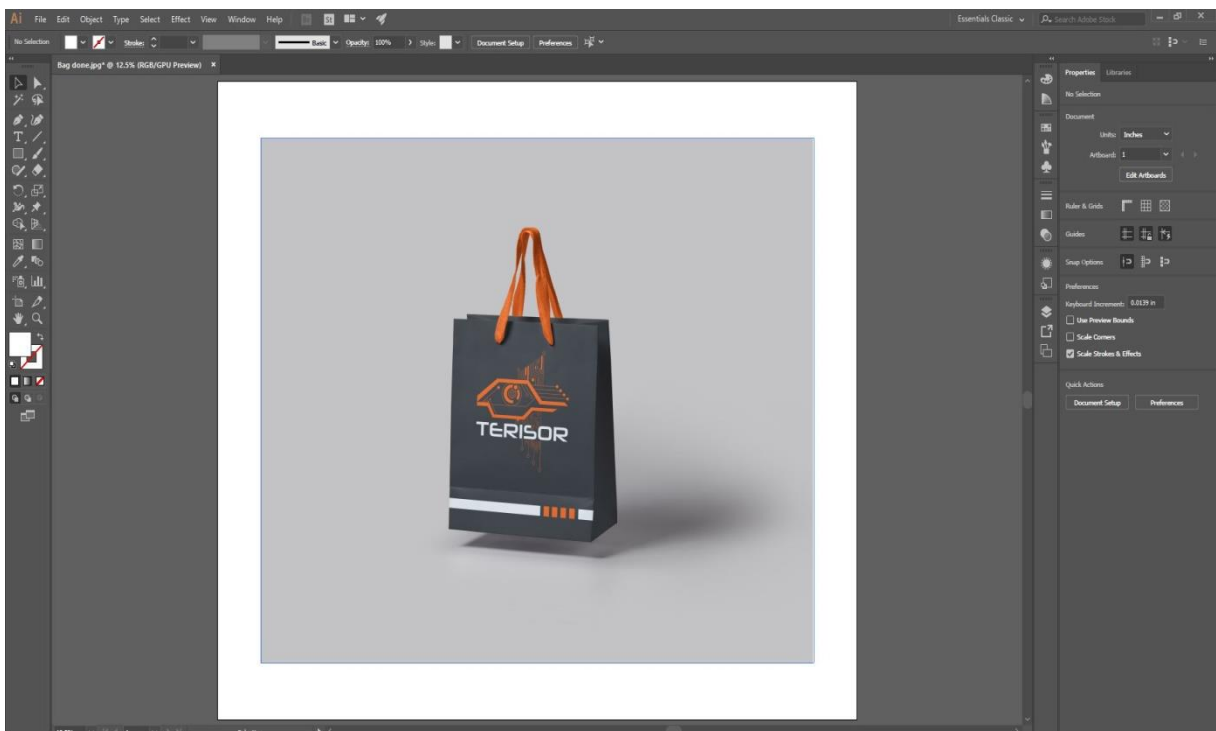 Ai File Edit Object Type Select Effect View Window Help Br St Essentials Classic Search Adobe Stock
No Selection Stroke: Basic Opacity: 100% Style: Document Setup Preferences
Bag done.jpg* @ 12.5% (RGB/GPU Preview) ×
Properties Libraries
No Selection
Document
Units: Inches
Artboard: 1
Edit Artboards
Ruler & Grids
Guides
Snap Options
Preferences
Keyboard Increment: 0.0139 in
Use Preview Bounds
Scale Corners
Scale Strokes & Effects
Quick Actions
Document Setup Preferences
TERISOR